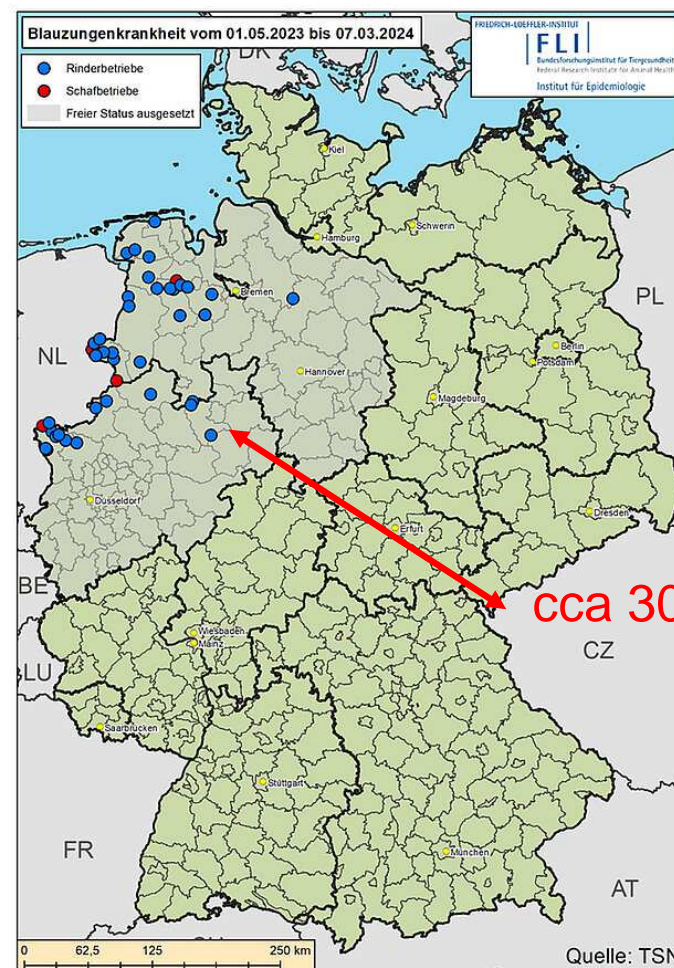 Blauzungenkrankheit vom 01.05.2023 bis 07.03.2024
Rinderbetriebe
Schafbetriebe
Freier Status ausgesetzt
FRIEDRICH-LOEFFLER-INSTITUT
FLI
Bundesforschungsinstitut für Tiergesundheit
Federal Research Institute for Animal Health
Institut für Epidemiologie
DK
Kiel
Schwerin
Hamburg
Bremen
PL
NL
Berlin
Potsdam
Hannover
Magdeburg
Düsseldorf
Dresden
Erfurt
BE
cca 30
Wiesbaden
Mainz
CZ
LU
Saarbrücken
Stuttgart
FR
München
AT
0 62,5 125 250 km
Quelle: TSN